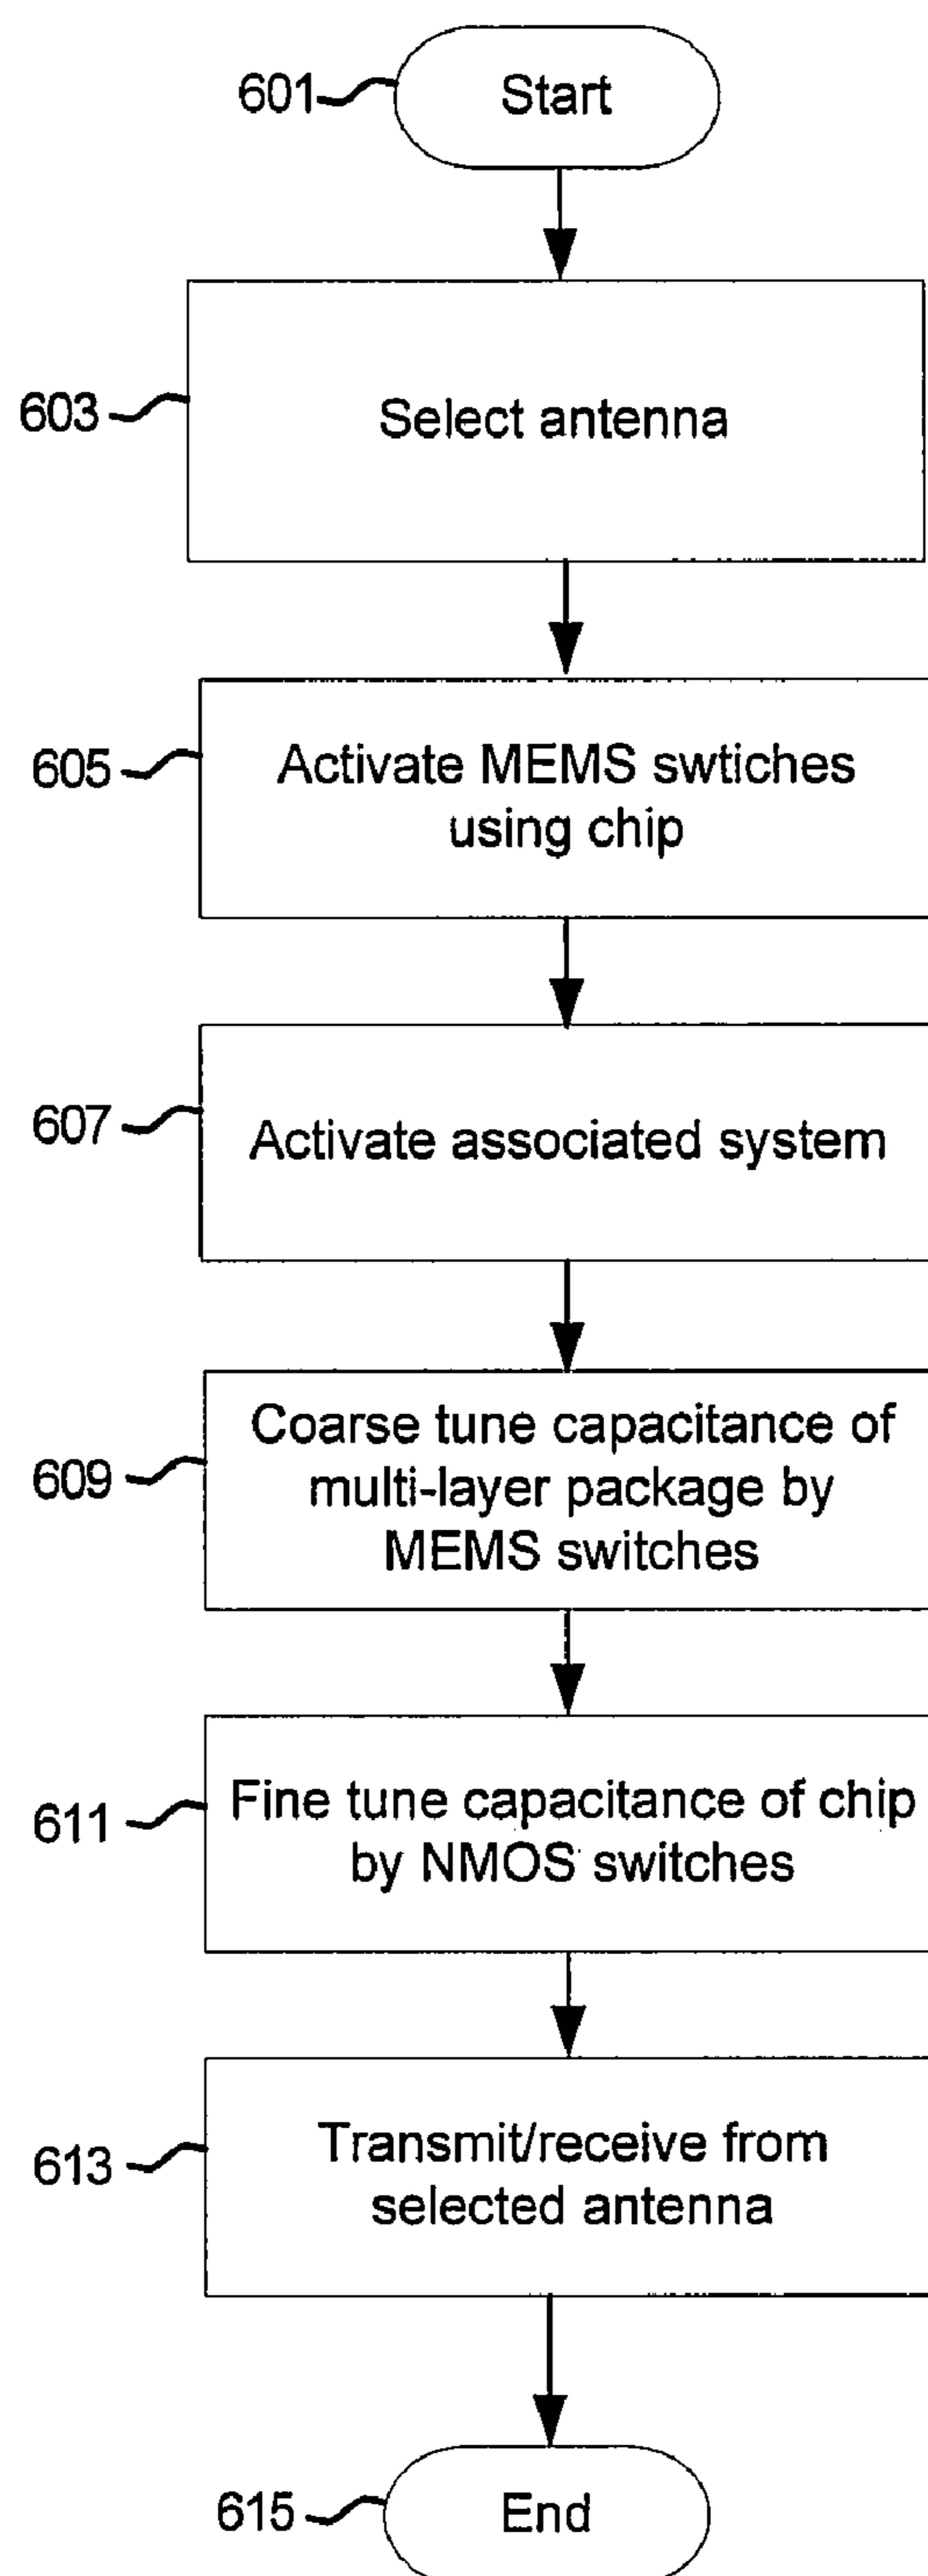 601
Start
603
Select antenna
605
Activate MEMS swtiches
using chip
607
Activate associated system
609
Coarse tune capacitance of
multi-layer package by
MEMS switches
611
Fine tune capacitance of chip
by NMOS switches
613
Transmit/receive from
selected antenna
615
End